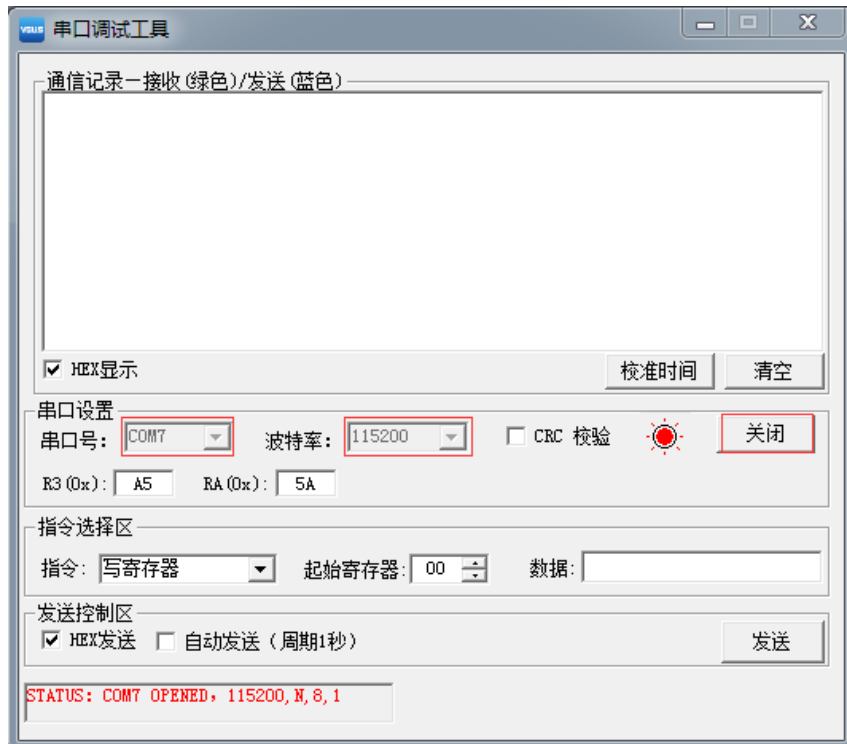 VGUS 串口调试工具
通信记录－接收(绿色)/发送(蓝色)
HEX显示 校准时间 清空
串口设置
串口号： COM7 波特率： 115200 CRC 校验 关闭
R3(0x): A5 RA(0x): 5A
指令选择区
指令: 写寄存器 起始寄存器: 00 数据:
发送控制区
HEX发送 自动发送（周期1秒） 发送
STATUS: COM7 OPENED, 115200,N,8,1